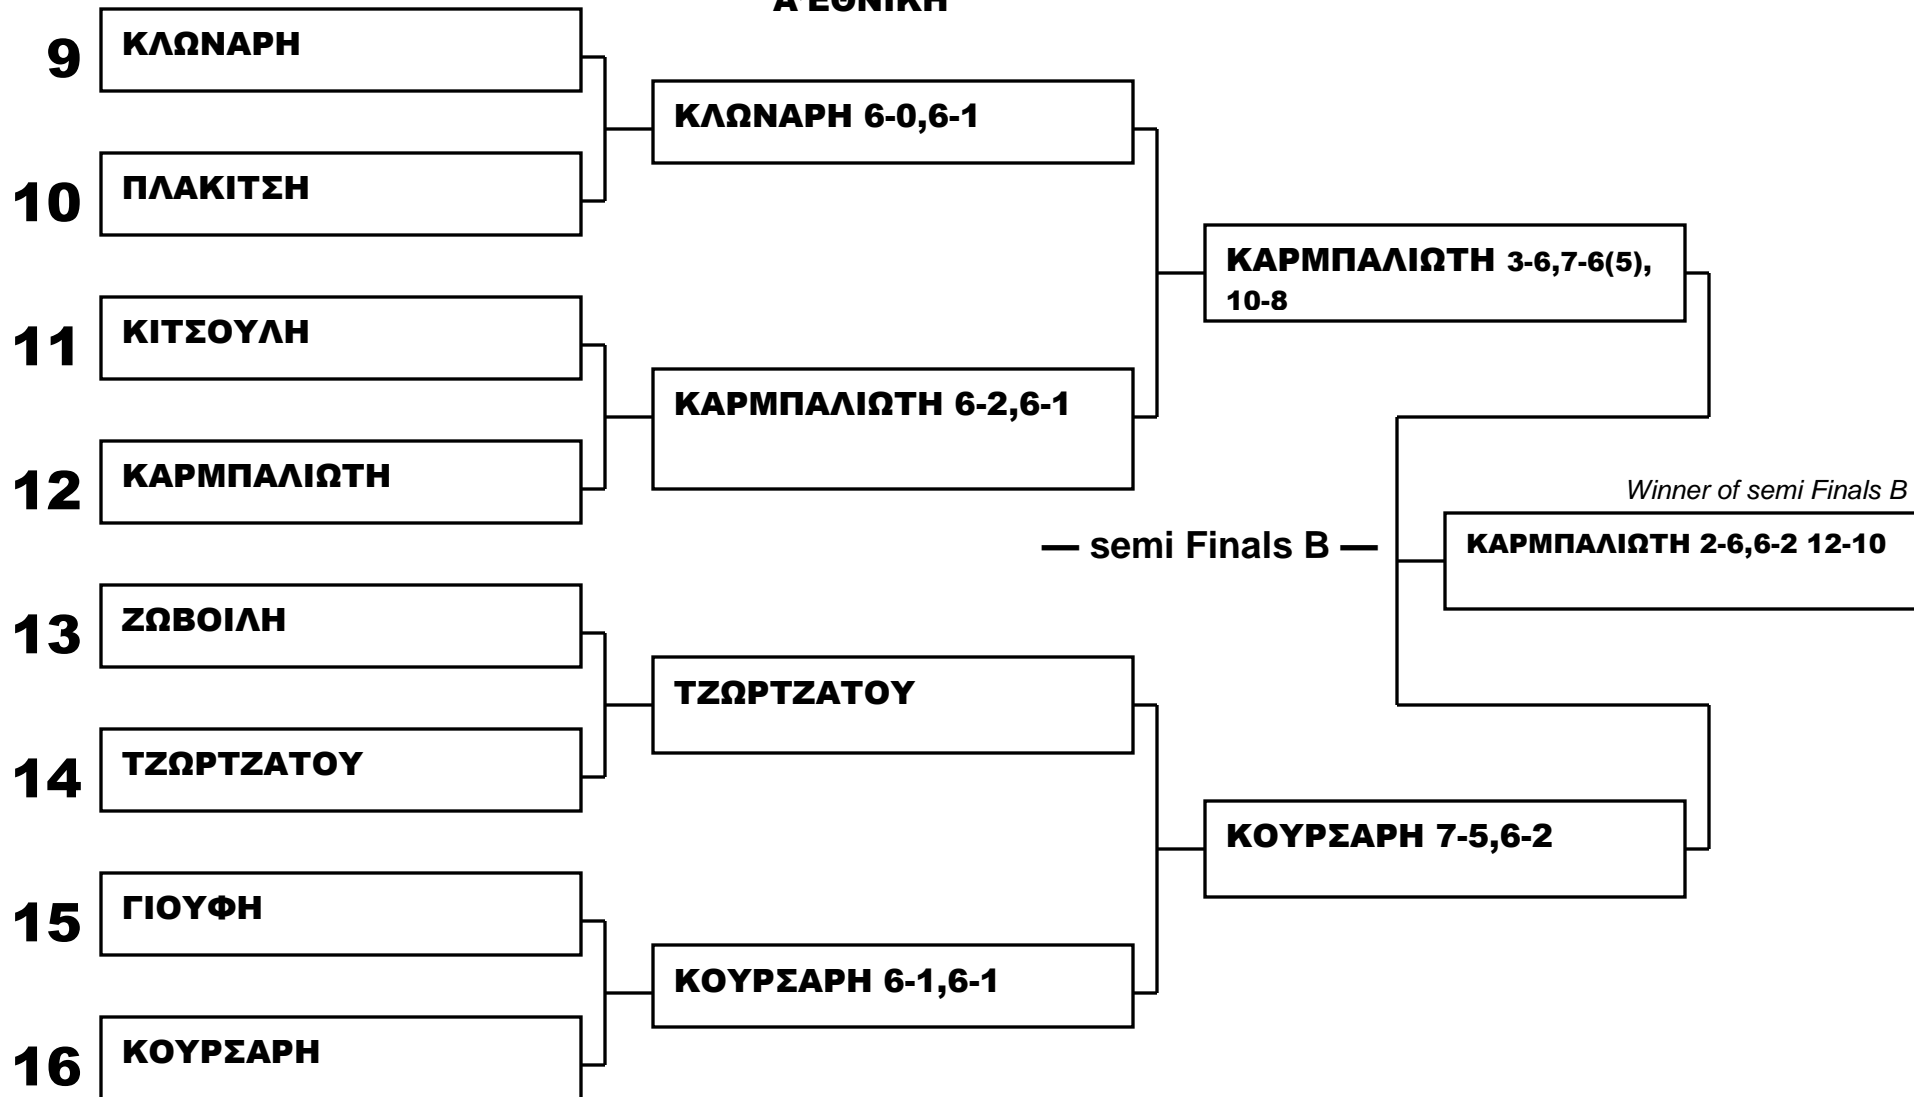 Α'ΕΘΝΙΚΗ
9 ΚΛΩΝΑΡΗ
ΚΛΩΝΑΡΗ 6-0,6-1
10 ΠΛΑΚΙΤΣΗ
ΚΑΡΜΠΑΛΙΩΤΗ 3-6,7-6(5),
10-8
11 ΚΙΤΣΟΥΛΗ
ΚΑΡΜΠΑΛΙΩΤΗ 6-2,6-1
12 ΚΑΡΜΠΑΛΙΩΤΗ
Winner of semi Finals B
— semi Finals B —
ΚΑΡΜΠΑΛΙΩΤΗ 2-6,6-2 12-10
13 ΖΩΒΟΙΛΗ
ΤΖΩΡΤΖΑΤΟΥ
14 ΤΖΩΡΤΖΑΤΟΥ
ΚΟΥΡΣΑΡΗ 7-5,6-2
15 ΓΙΟΥΦΗ
ΚΟΥΡΣΑΡΗ 6-1,6-1
16 ΚΟΥΡΣΑΡΗ